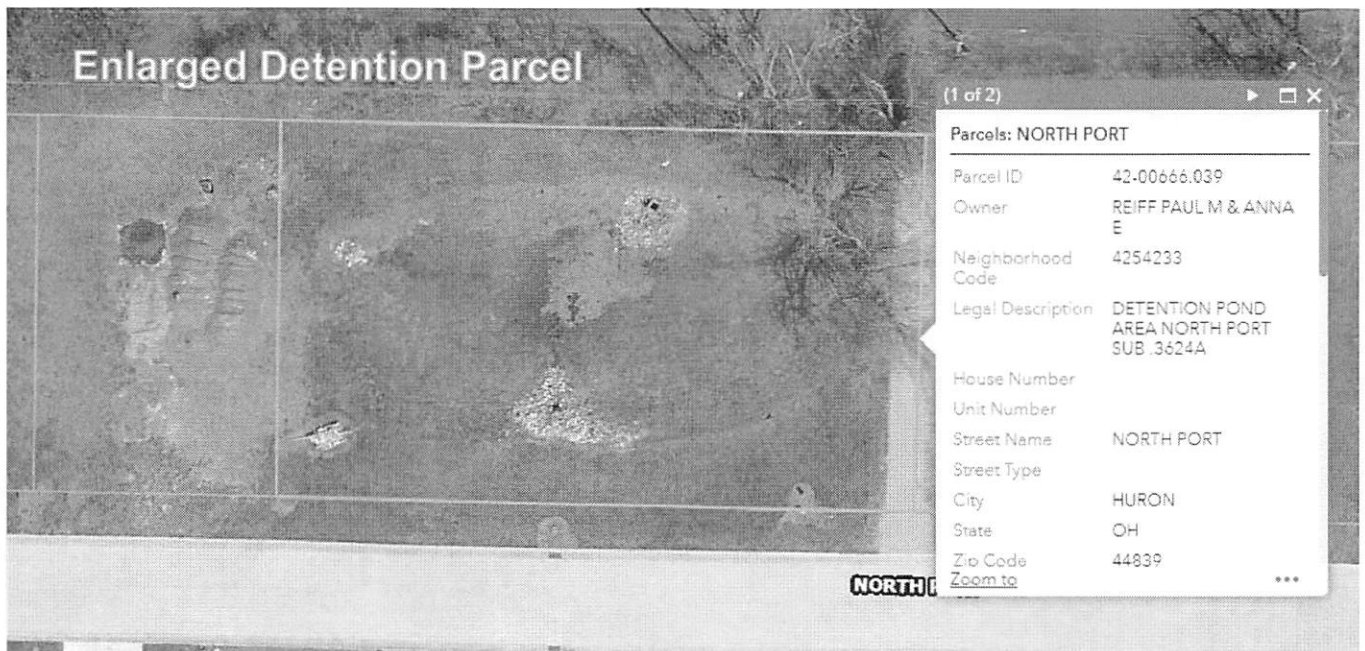 Enlarged Detention Parcel
(1 of 2)
Parcels: NORTH PORT
Parcel ID 42-00666.039
Owner REIFF PAUL M & ANNA
E
Neighborhood 4254233
Code
Legal Description DETENTION POND
AREA NORTH PORT
SUB .3624A
House Number
Unit Number
Street Name NORTH PORT
Street Type
City HURON
State OH
Zip Code 44839
Zoom to
NORTH